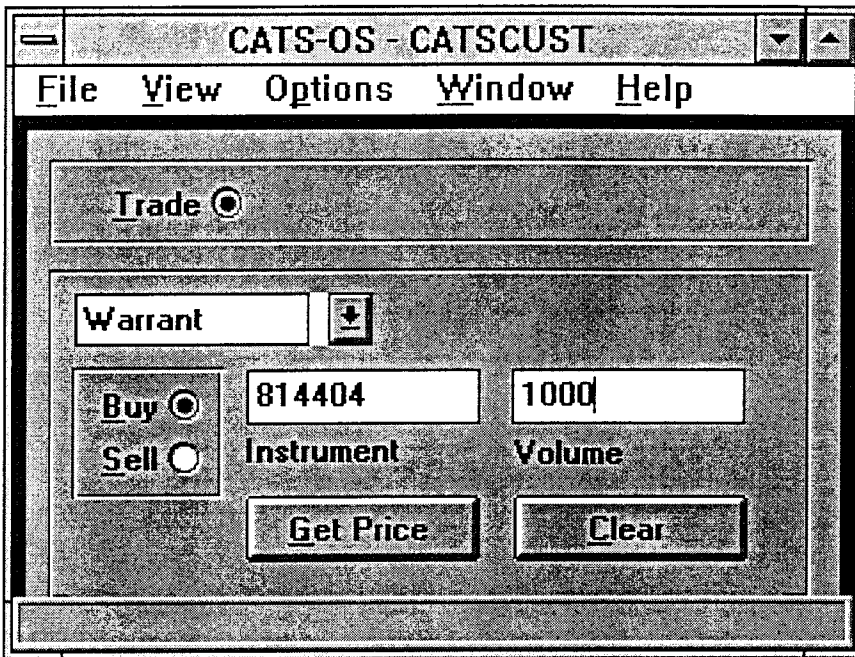 CATS-OS - CATSCUST
File View Options Window Help
Trade
Warrant
Buy 814404 1000
Sell Instrument Volume
Get Price Clear